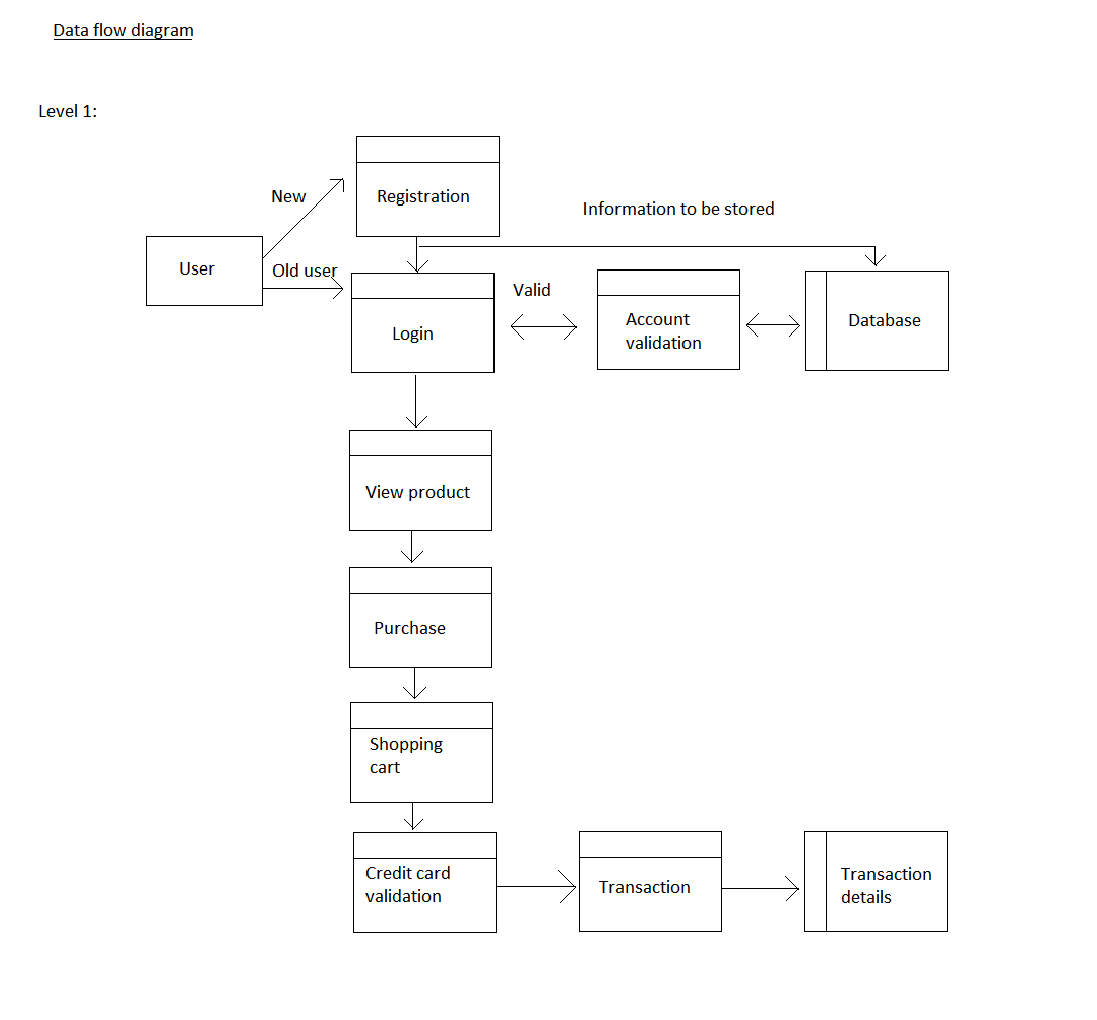 Data flow diagram
Level 1:
New
Registration
Information to be stored
User
Old user
Valid
Login
Account
validation
Database
View product
Purchase
Shopping
cart
Credit card
validation
Transaction
Transaction
details